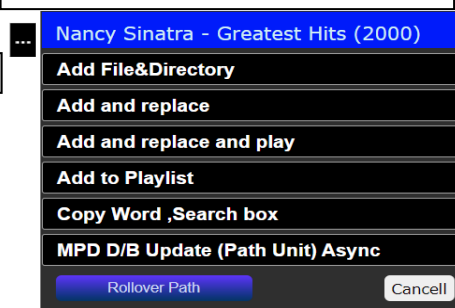 ...
Nancy Sinatra - Greatest Hits (2000)
Add File&Directory
Add and replace
Add and replace and play
Add to Playlist
Copy Word ,Search box
MPD D/B Update (Path Unit) Async
Rollover Path
Cancell